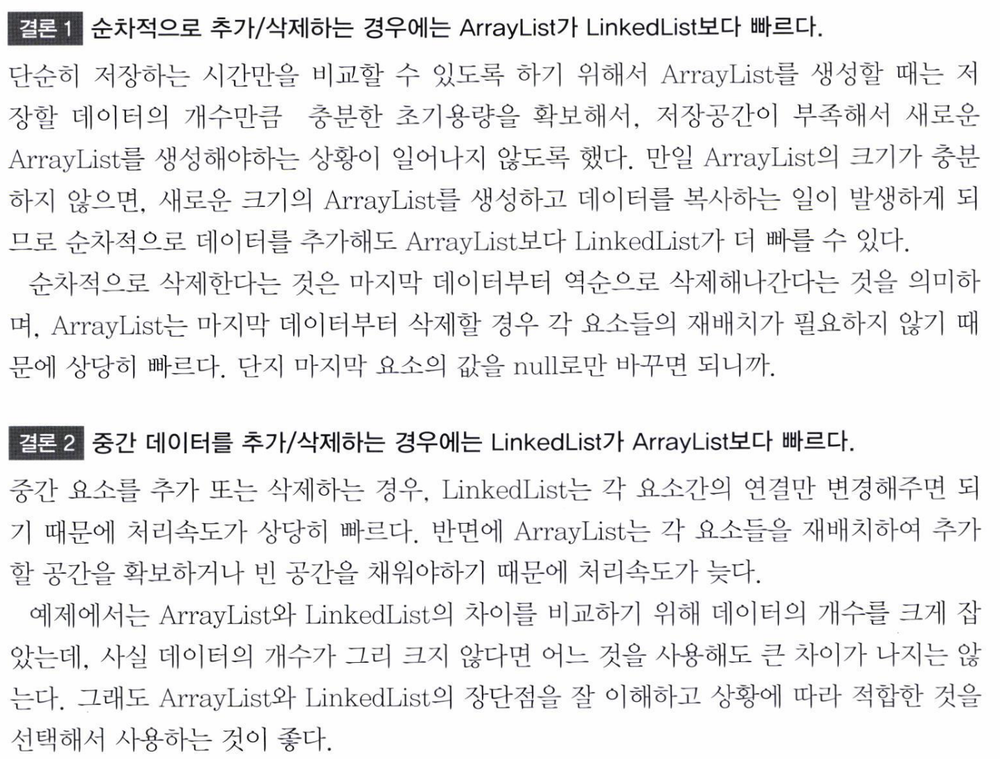 결론 1 순차적으로 추가/삭제하는 경우에는 ArrayList가 LinkedList보다 빠르다.
단순히 저장하는 시간만을 비교할 수 있도록 하기 위해서 ArrayList를 생성할 때는 저
장할 데이터의 개수만큼 충분한 초기용량을 확보해서, 저장공간이 부족해서 새로운
ArrayList를 생성해야하는 상황이 일어나지 않도록 했다. 만일 ArrayList의 크기가 충분
하지 않으면, 새로운 크기의 ArrayList를 생성하고 데이터를 복사하는 일이 발생하게 되
므로 순차적으로 데이터를 추가해도 ArrayList보다 LinkedList가 더 빠를 수 있다.
순차적으로 삭제한다는 것은 마지막 데이터부터 역순으로 삭제해나간다는 것을 의미하
며, ArrayList는 마지막 데이터부터 삭제할 경우 각 요소들의 재배치가 필요하지 않기 때
문에 상당히 빠르다. 단지 마지막 요소의 값을 null로만 바꾸면 되니까.
결론 2 중간 데이터를 추가/삭제하는 경우에는 LinkedList가 ArrayList보다 빠르다.
중간 요소를 추가 또는 삭제하는 경우, LinkedList는 각 요소간의 연결만 변경해주면 되
기 때문에 처리속도가 상당히 빠르다. 반면에 ArrayList는 각 요소들을 재배치하여 추가
할 공간을 확보하거나 빈 공간을 채워야하기 때문에 처리속도가 늦다.
예제에서는 ArrayList와 LinkedList의 차이를 비교하기 위해 데이터의 개수를 크게 잡
았는데, 사실 데이터의 개수가 그리 크지 않다면 어느 것을 사용해도 큰 차이가 나지는 않
는다. 그래도 ArrayList와 LinkedList의 장단점을 잘 이해하고 상황에 따라 적합한 것을
선택해서 사용하는 것이 좋다.